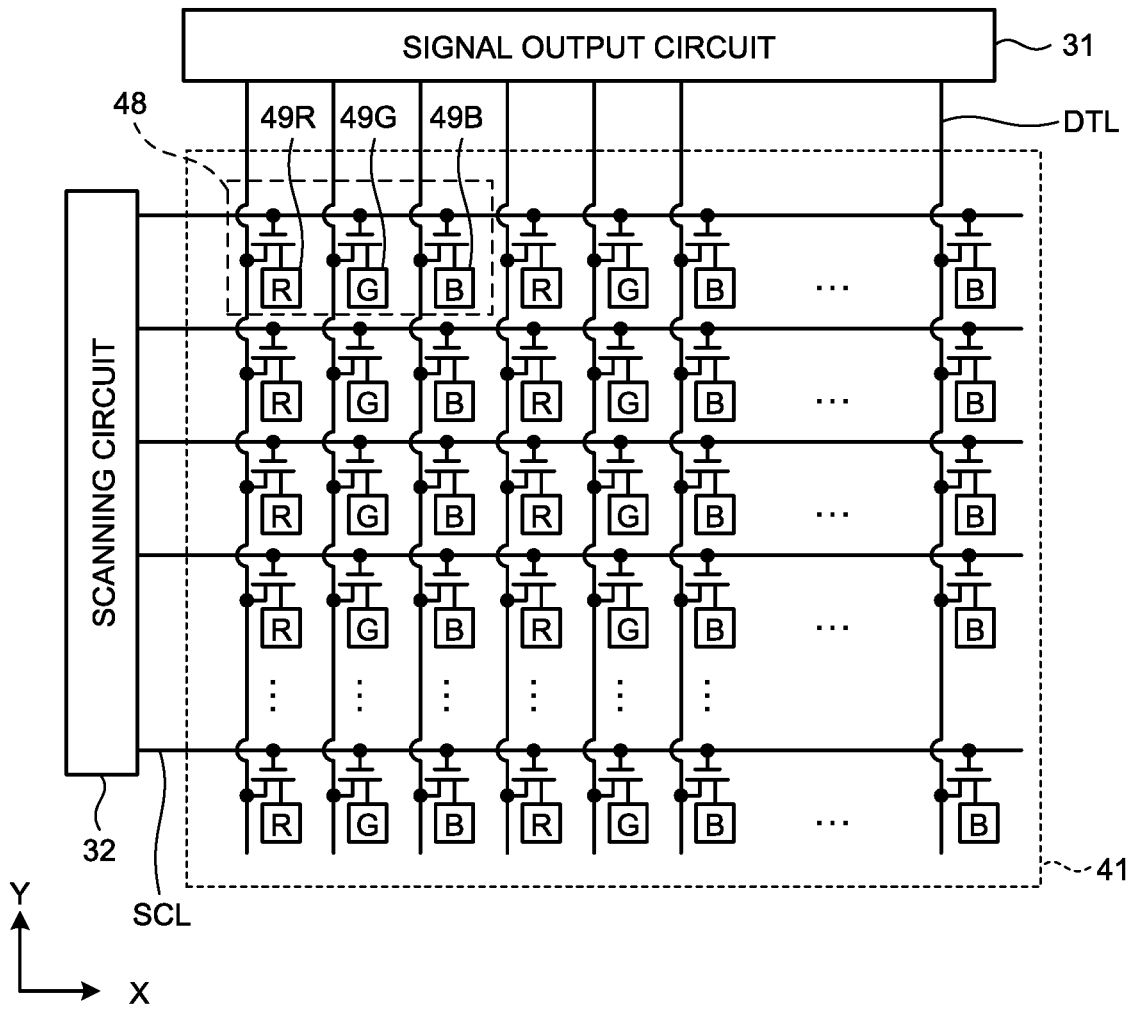 SIGNAL OUTPUT CIRCUIT
31
48
49R 49G 49B
DTL
SCANNING CIRCUIT
R G B R G B ... B
R G B R G B ... B
R G B R G B ... B
R G B R G B ... B
R G B R G B ... B
32
SCL
41
Y
X